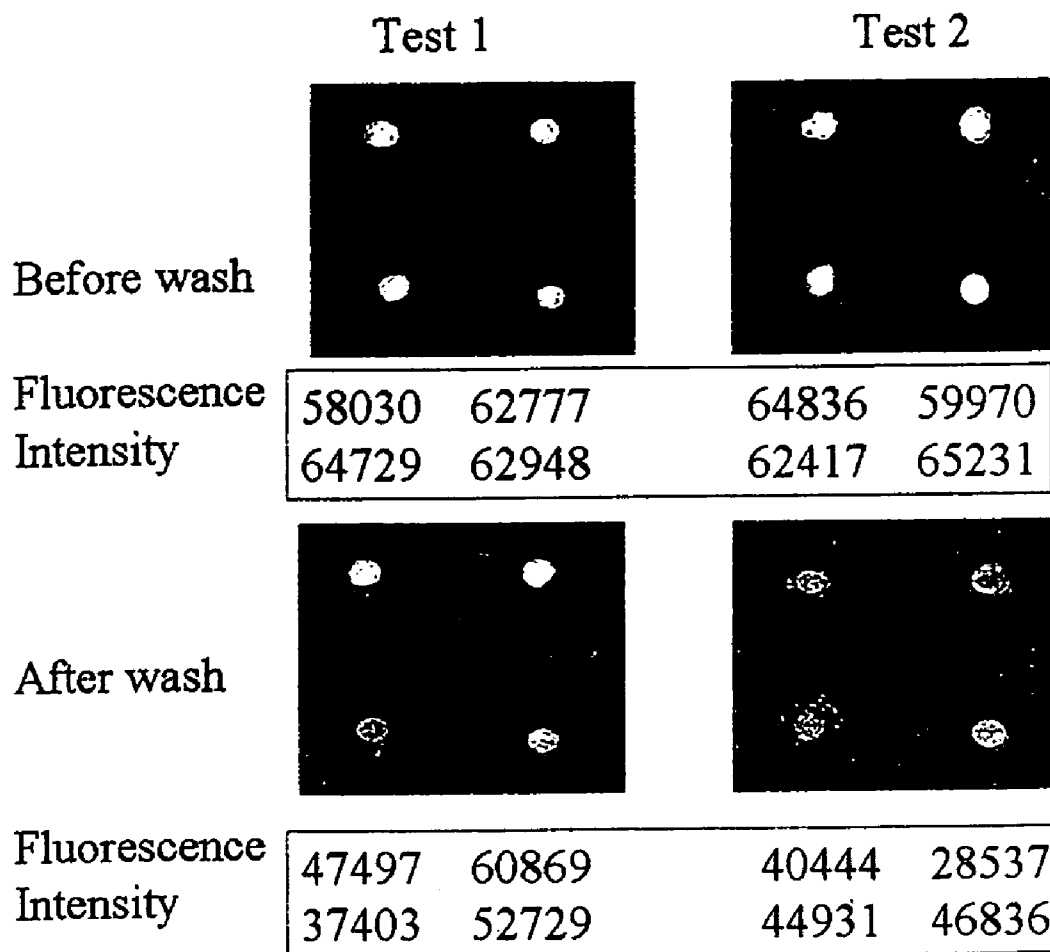 Test 1 Test 2
Before wash
Fluorescence
Intensity
58030 62777 64836 59970
64729 62948 62417 65231
After wash
Fluorescence
Intensity
47497 60869 40444 28537
37403 52729 44931 46836